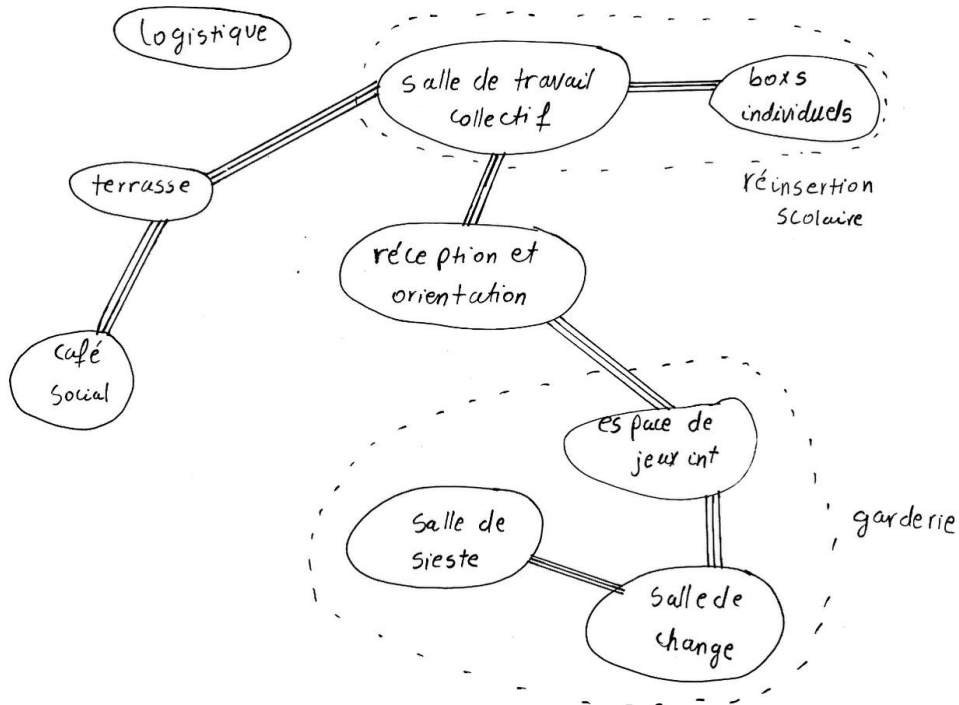 logistique
salle de travail
collectif
boxs
individuels
réinsertion
scolaire
terrasse
réception et
orientation
café
social
espace de
jeux int
garderie
salle de
sieste
salle de
change